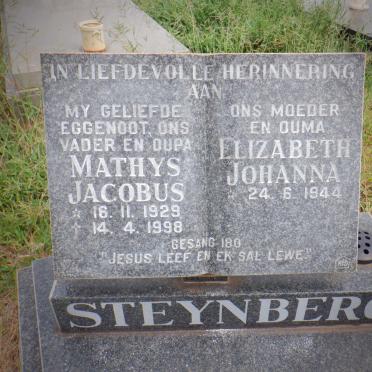 IN LIEFDEVOLLE HERINNERING
AAN
MY GELIEFDE
EGGENOOT, ONS
VADER EN OUPA
MATHYS
JACOBUS
☆ 16. 11. 1929
✝ 14. 4. 1998
ONS MOEDER
EN OUMA
ELIZABETH
JOHANNA
☆ 24. 6. 1944
GESANG 180
"JESUS LEEF EN EK SAL LEWE"
STEYNBERG